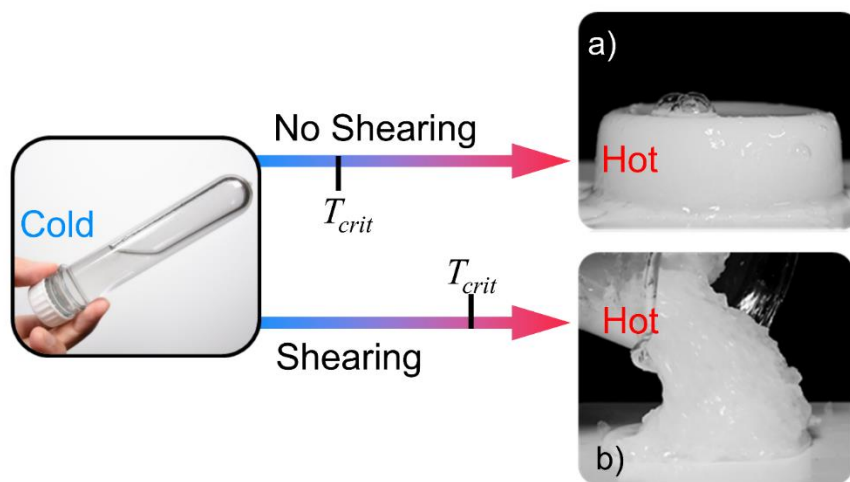 a)
No Shearing
Hot
T_crit
Cold
T_crit
Hot
Shearing
b)